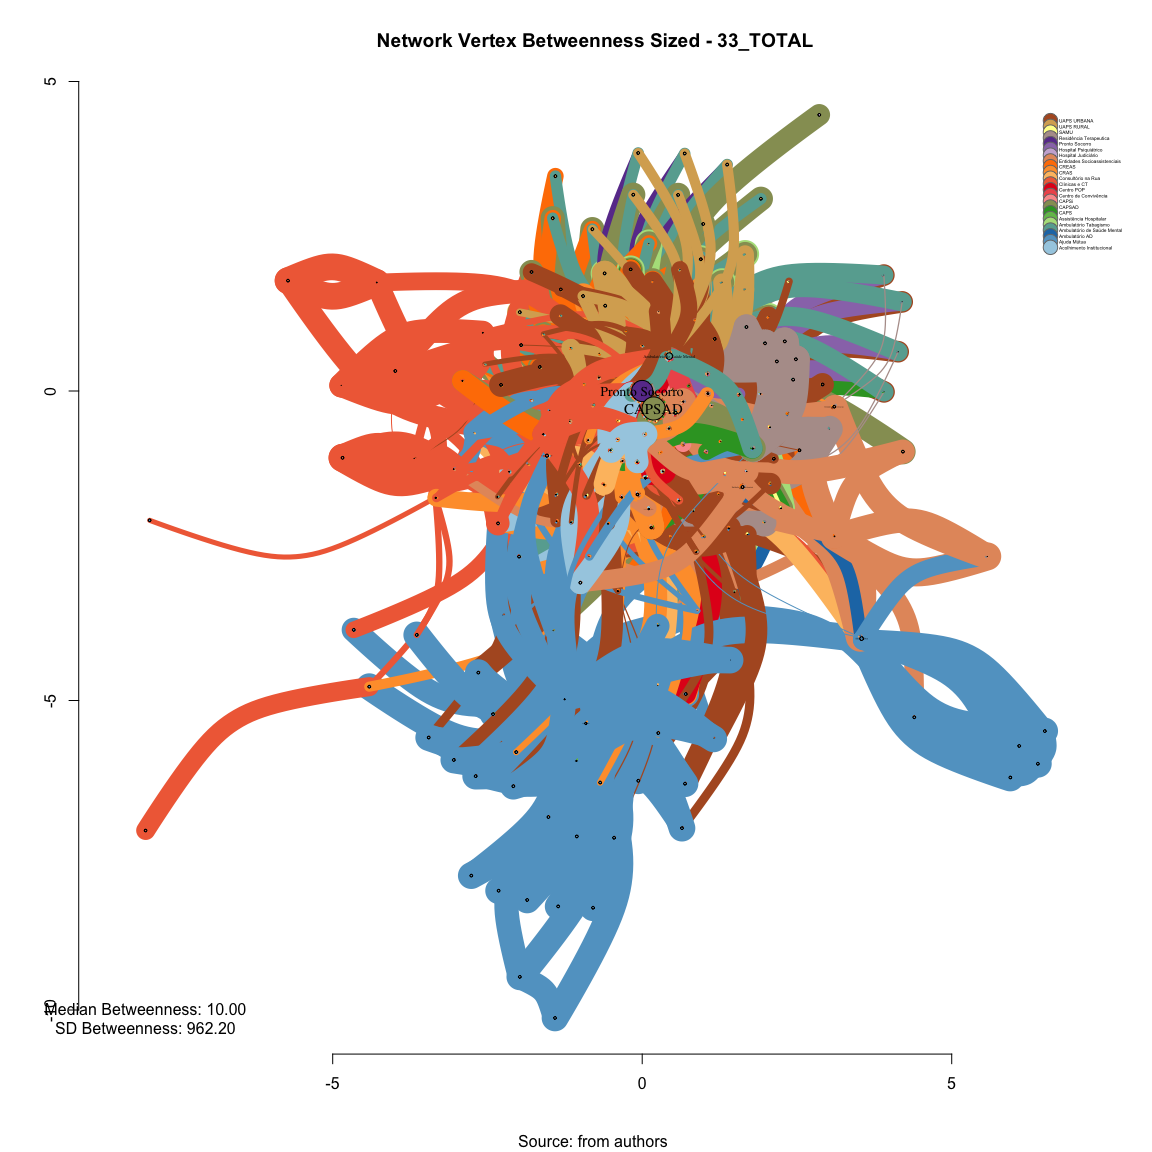 Network Vertex Betweenness Sized - 33_TOTAL
5
0
-5
-10
UAPS URBANA
UAPS RURAL
SAMU
Residência Terapeutica
Pronto Socorro
Hospital Psiquiátrico
Hospital Judiciário
Entidades Socioassistenciais
CREAS
CRAS
Consultório na Rua
Clínicas e CT
Centro POP
Centro de Convivência
CAPSI
CAPSAD
CAPS
Assistência Hospitalar
Ambulatório Tabagismo
Ambulatório de Saúde Mental
Ambulatório AD
Ajuda Mútua
Acolhimento Institucional
Pronto Socorro
CAPSAD
Median Betweenness: 10.00
SD Betweenness: 962.20
-5 0 5
Source: from authors